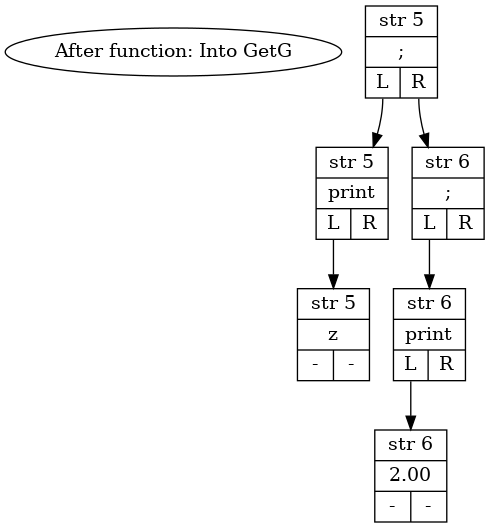 After function: Into GetG
str 5
;
L R
str 5
print
L R
str 6
;
L R
str 5
z
- -
str 6
print
L R
str 6
2.00
- -